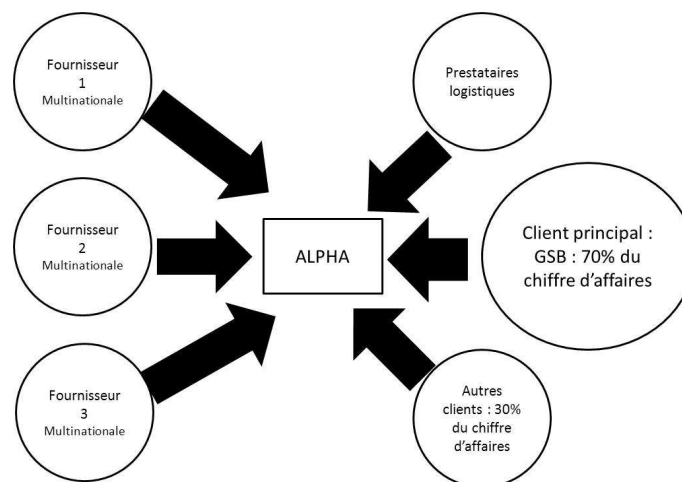 Fournisseur
1
Multinationale
Prestataires
logistiques
Fournisseur
2
Multinationale
ALPHA
Client principal :
GSB : 70% du
chiffre d’affaires
Fournisseur
3
Multinationale
Autres
clients : 30%
du chiffre
d’affaires